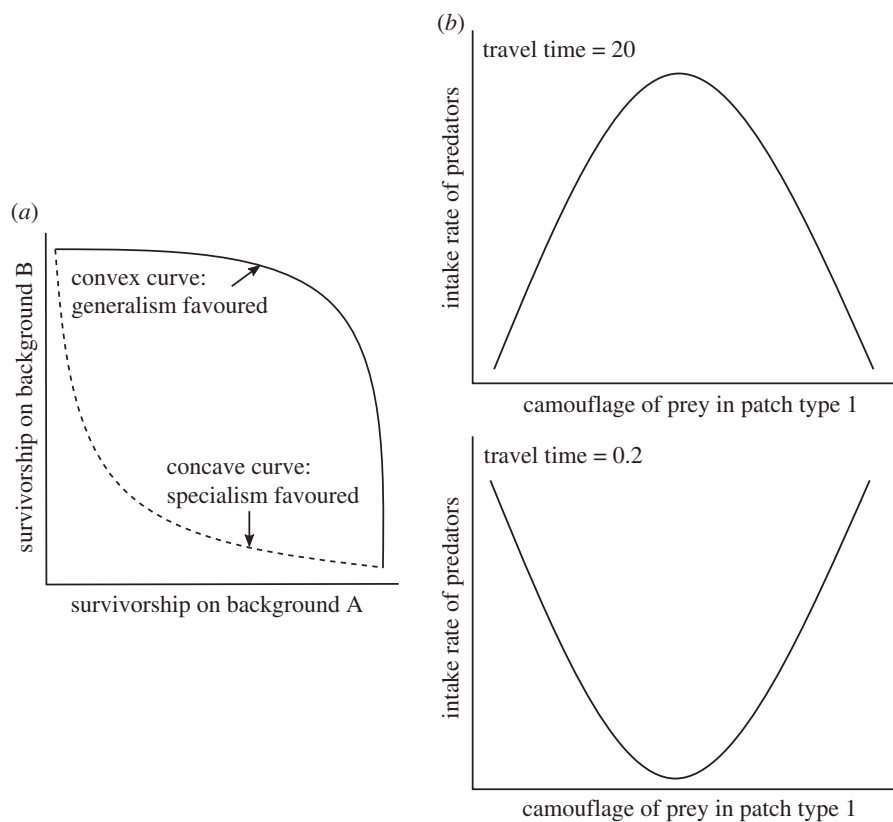 (a)
survivorship on background B
convex curve:
generalism favoured
concave curve:
specialism favoured
survivorship on background A
(b)
travel time = 20
intake rate of predators
camouflage of prey in patch type 1
travel time = 0.2
intake rate of predators
camouflage of prey in patch type 1